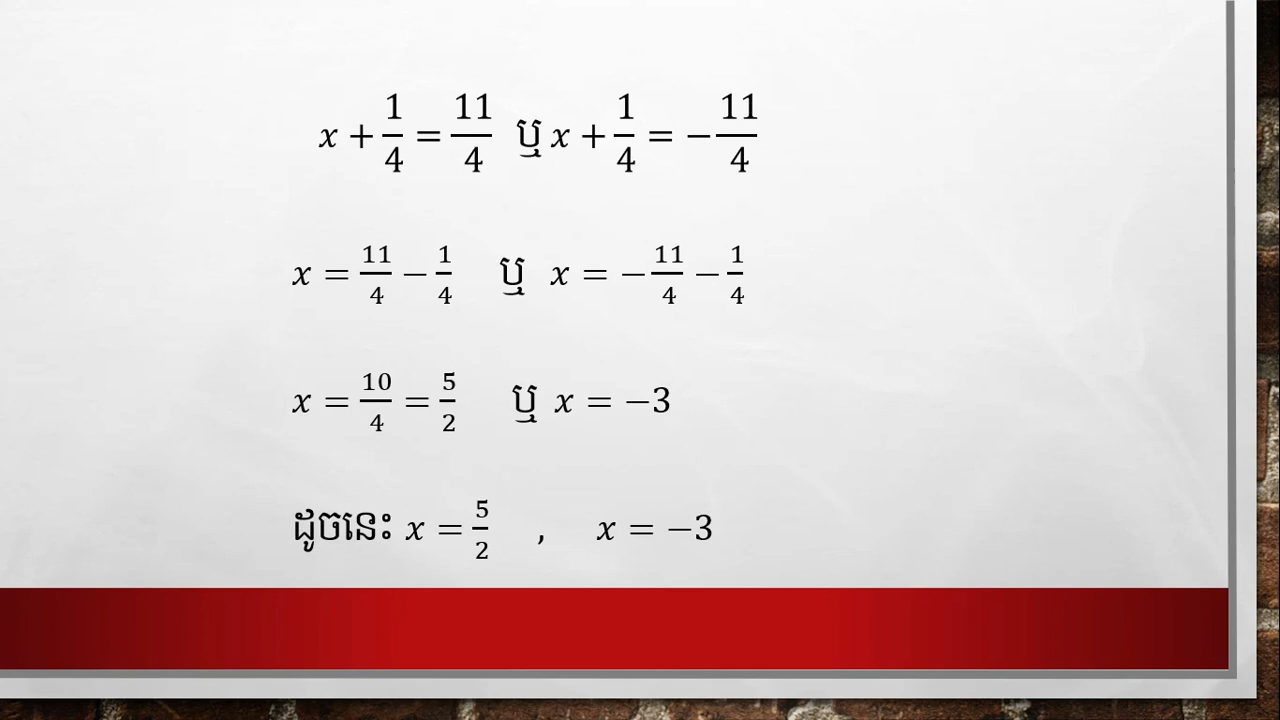 x + 1/4 = 11/4 ឬ x + 1/4 = − 11/4
x = 11/4 − 1/4 ឬ x = − 11/4 − 1/4
x = 10/4 = 5/2 ឬ x = −3
ដូចនេះ x = 5/2 , x = −3